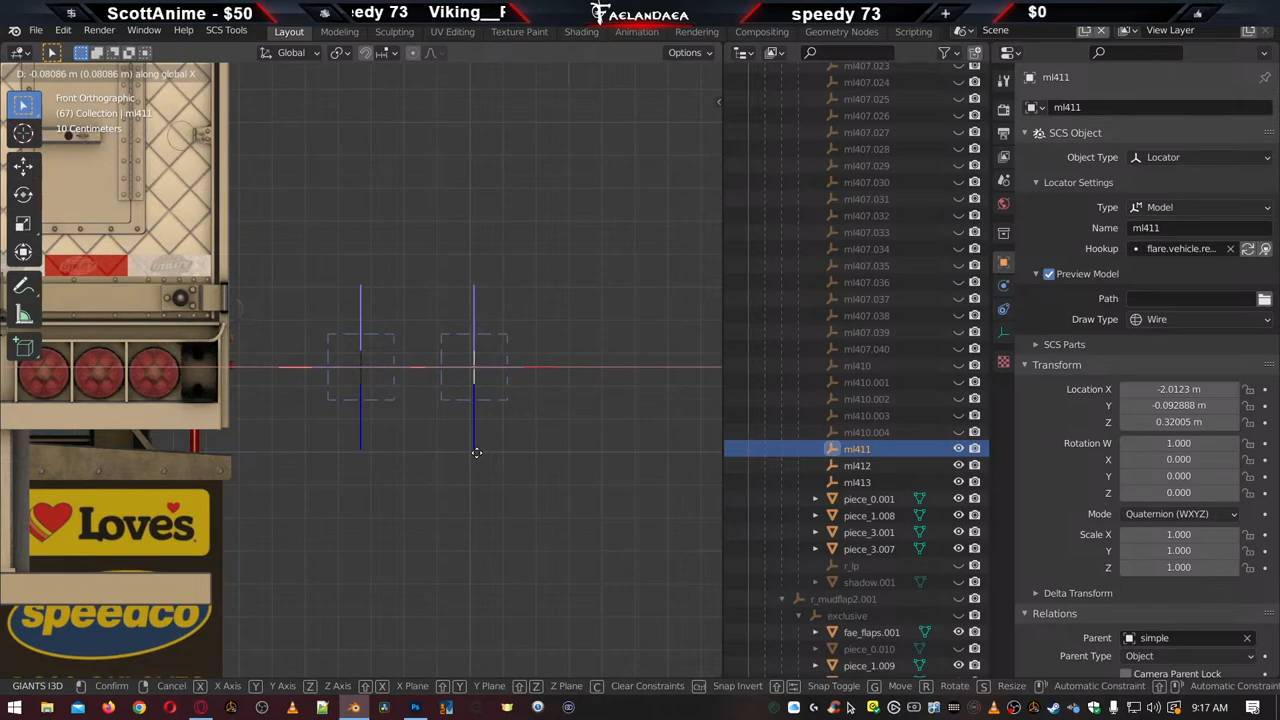 ScottAnime - $50
eedy 73 Viking__F
FAELANDAEA
speedy 73
$0
File Edit Render Window Help SCS Tools
Layout Modeling Sculpting UV Editing Texture Paint Shading Animation Rendering Compositing Geometry Nodes Scripting
Scene
View Layer
Global
Options
D: -0.08086 m (0.08086 m) along global X
Front Orthographic
(67) Collection | ml411
10 Centimeters
Love's
speedco
ml407.023
ml407.024
ml407.025
ml407.026
ml407.027
ml407.028
ml407.029
ml407.030
ml407.031
ml407.032
ml407.033
ml407.034
ml407.035
ml407.036
ml407.037
ml407.038
ml407.039
ml407.040
ml410
ml410.001
ml410.002
ml410.003
ml410.004
ml411
ml412
ml413
piece_0.001
piece_1.008
piece_3.001
piece_3.007
r_lp
shadow.001
r_mudflap2.001
exclusive
fae_flaps.001
piece_0.010
piece_1.009
ml411
ml411
SCS Object
Object Type Locator
Locator Settings
Type Model
Name ml411
Hookup flare.vehicle.re...
Preview Model
Path
Draw Type Wire
SCS Parts
Transform
Location X -2.0123 m
Y -0.092888 m
Z 0.32005 m
Rotation W 1.000
X 0.000
Y 0.000
Z 0.000
Mode Quaternion (WXYZ)
Scale X 1.000
Y 1.000
Z 1.000
Delta Transform
Relations
Parent simple
Parent Type Object
Camera Parent Lock
GIANTS I3D Confirm Cancel X X Axis Y Y Axis Z Z Axis X X Plane Y Y Plane Z Z Plane C Clear Constraints Ctrl Snap Invert Snap Toggle G Move R Rotate S Resize Automatic Constraint Automatic Constraint
9:17 AM